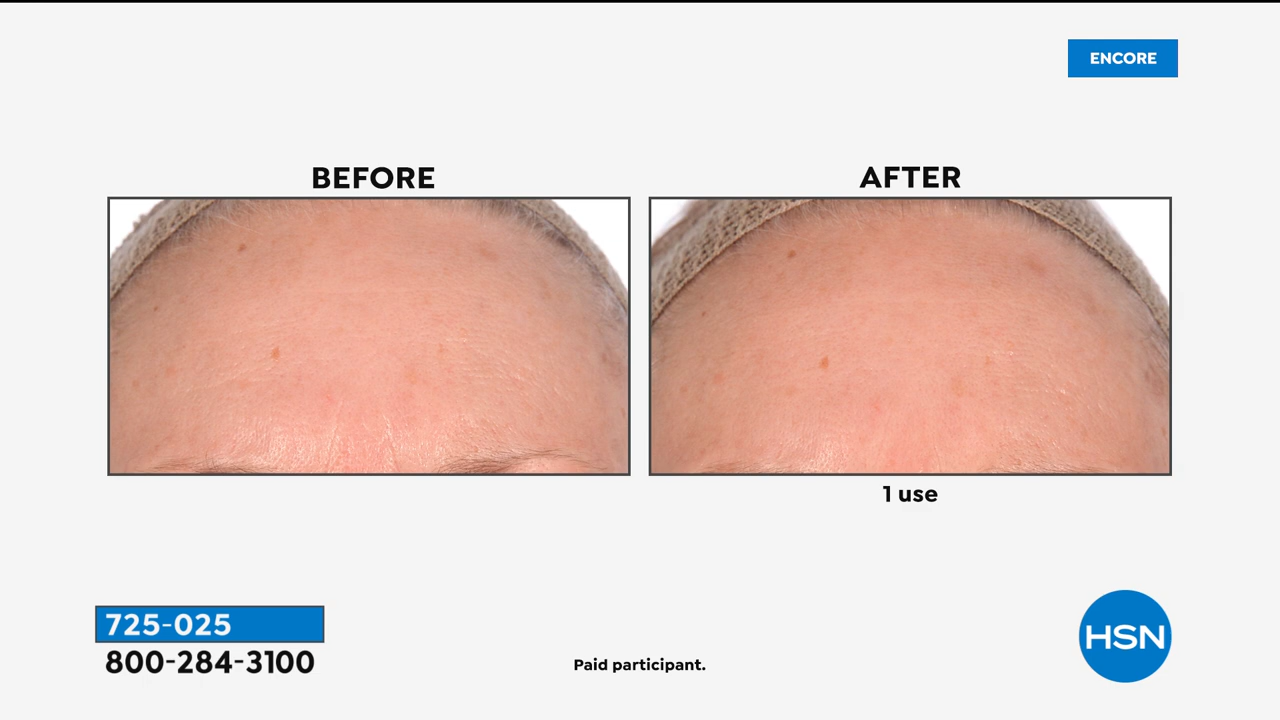 ENCORE
BEFORE
AFTER
1 use
725-025
800-284-3100
Paid participant.
HSN